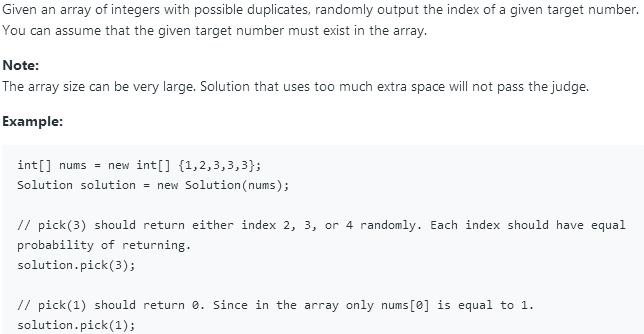 Given an array of integers with possible duplicates, randomly output the index of a given target number.
You can assume that the given target number must exist in the array.
Note:
The array size can be very large. Solution that uses too much extra space will not pass the judge.
Example:
int[] nums = new int[] {1,2,3,3,3};
Solution solution = new Solution(nums);
// pick(3) should return either index 2, 3, or 4 randomly. Each index should have equal
probability of returning.
solution.pick(3);
// pick(1) should return 0. Since in the array only nums[0] is equal to 1.
solution.pick(1);